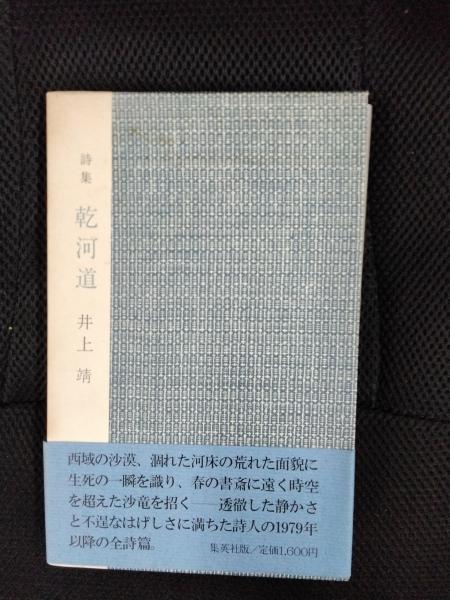 詩集 乾河道 井上靖
西域の沙漠、涸れた河床の荒れた面貌に
生死の一瞬を識り、春の書斎に遠く時空
を超えた沙竜を招く——透徹した静かさ
と不逞なはげしさに満ちた詩人の1979年
以降の全詩篇。
集英社版/定価1,600円